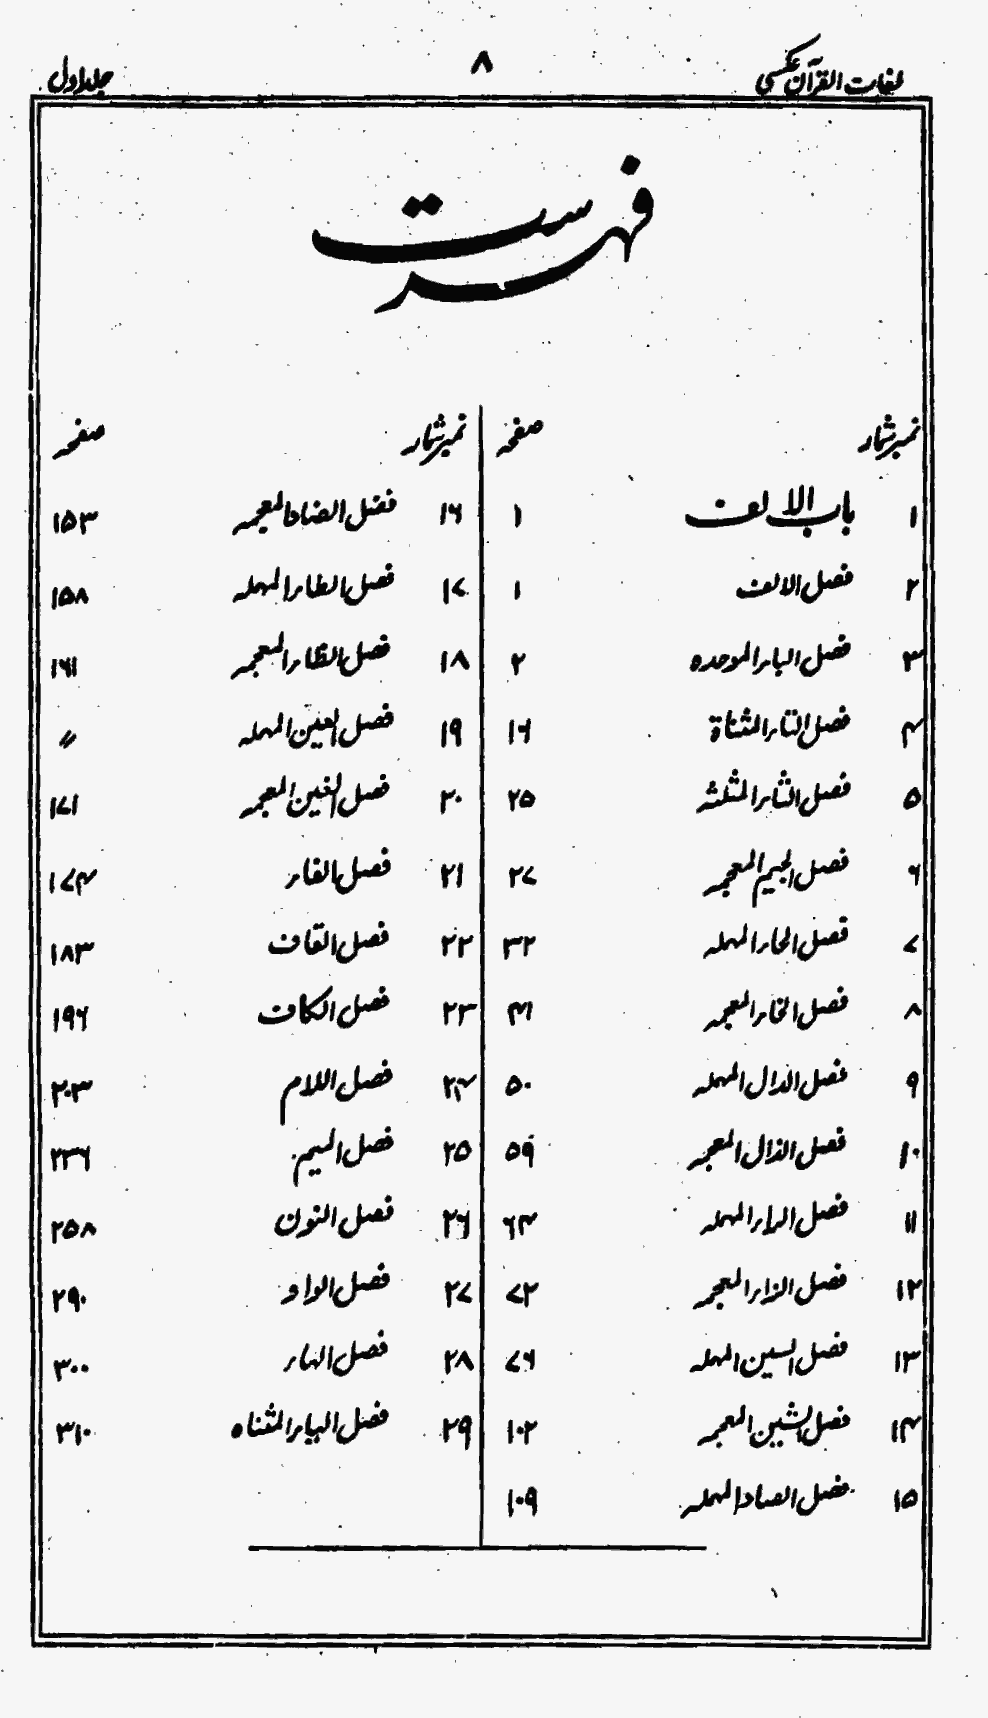 لغات القرآن عکسی ۸ جلد اول
فہرست
نمبر شمار صفحہ
۱ باب الالف ۱
۲ فصل الالف ۱
۳ فصل الباء الموحدہ ۲
۴ فصل التاء المثناۃ ۱۶
۵ فصل الثاء المثلثہ ۲۵
۶ فصل الجیم المعجمہ ۲۷
۷ فصل الحاء المہملہ ۳۲
۸ فصل الخاء المعجمہ ۴۱
۹ فصل الدال المہملہ ۵۰
۱۰ فصل الذال المعجمہ ۵۹
۱۱ فصل الراء المہملہ ۶۴
۱۲ فصل الزاء المعجمہ ۷۲
۱۳ فصل السین المہملہ ۷۶
۱۴ فصل الشین المعجمہ ۱۰۲
۱۵ فصل الصاد المہملہ ۱۰۹
نمبر شمار صفحہ
۱۶ فصل الضاد المعجمہ ۱۵۳
۱۷ فصل الطاء المہملہ ۱۵۸
۱۸ فصل الظاء المعجمہ ۱۶۱
۱۹ فصل العین المہملہ 〃
۲۰ فصل الغین المعجمہ ۱۷۱
۲۱ فصل الفاء ۱۷۴
۲۲ فصل القاف ۱۸۳
۲۳ فصل الکاف ۱۹۶
۲۴ فصل اللام ۲۰۳
۲۵ فصل المیم ۲۳۶
۲۶ فصل النون ۲۵۸
۲۷ فصل الواو ۲۹۰
۲۸ فصل الہاء ۳۰۰
۲۹ فصل الیاء المثناہ ۳۱۰